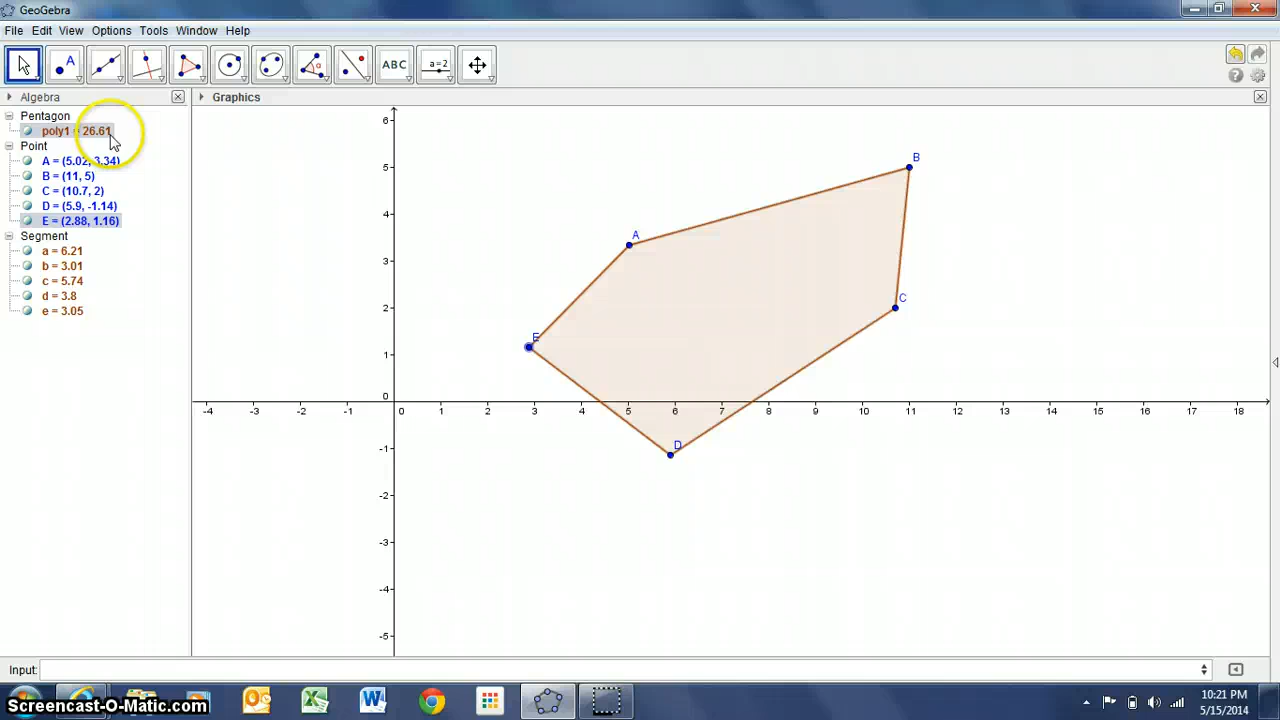 GeoGebra
File Edit View Options Tools Window Help
A ABC a=2
Algebra Graphics
Pentagon
poly1 = 26.61
Point
A = (5.02, 3.34)
B = (11, 5)
C = (10.7, 2)
D = (5.9, -1.14)
E = (2.88, 1.16)
Segment
a = 6.21
b = 3.01
c = 5.74
d = 3.8
e = 3.05
6
5
4
3
2
1
0
-1
-2
-3
-4
-5
-4 -3 -2 -1 0 1 2 3 4 5 6 7 8 9 10 11 12 13 14 15 16 17 18
B
A
C
E
D
Input:
Screencast-O-Matic.com
10:21 PM
5/15/2014